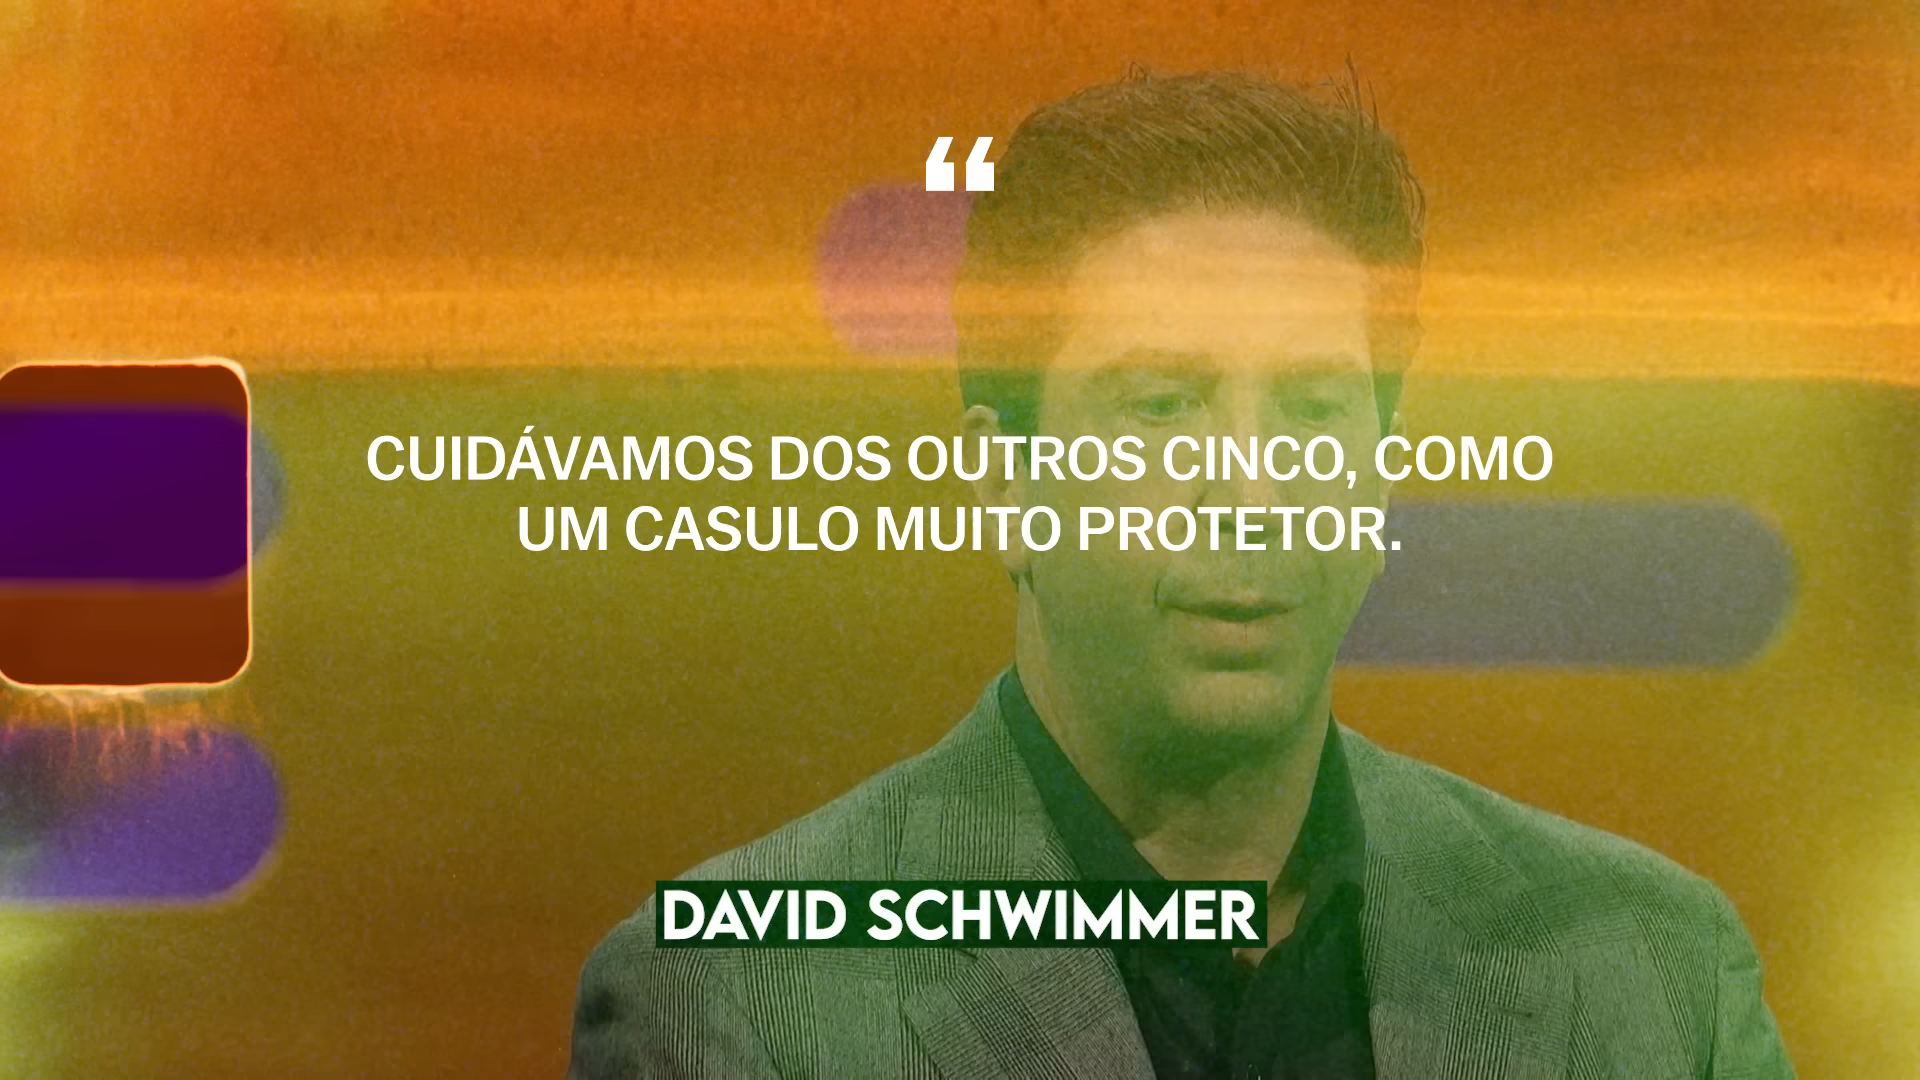 “
CUIDÁVAMOS DOS OUTROS CINCO, COMO
UM CASULO MUITO PROTETOR.
DAVID SCHWIMMER